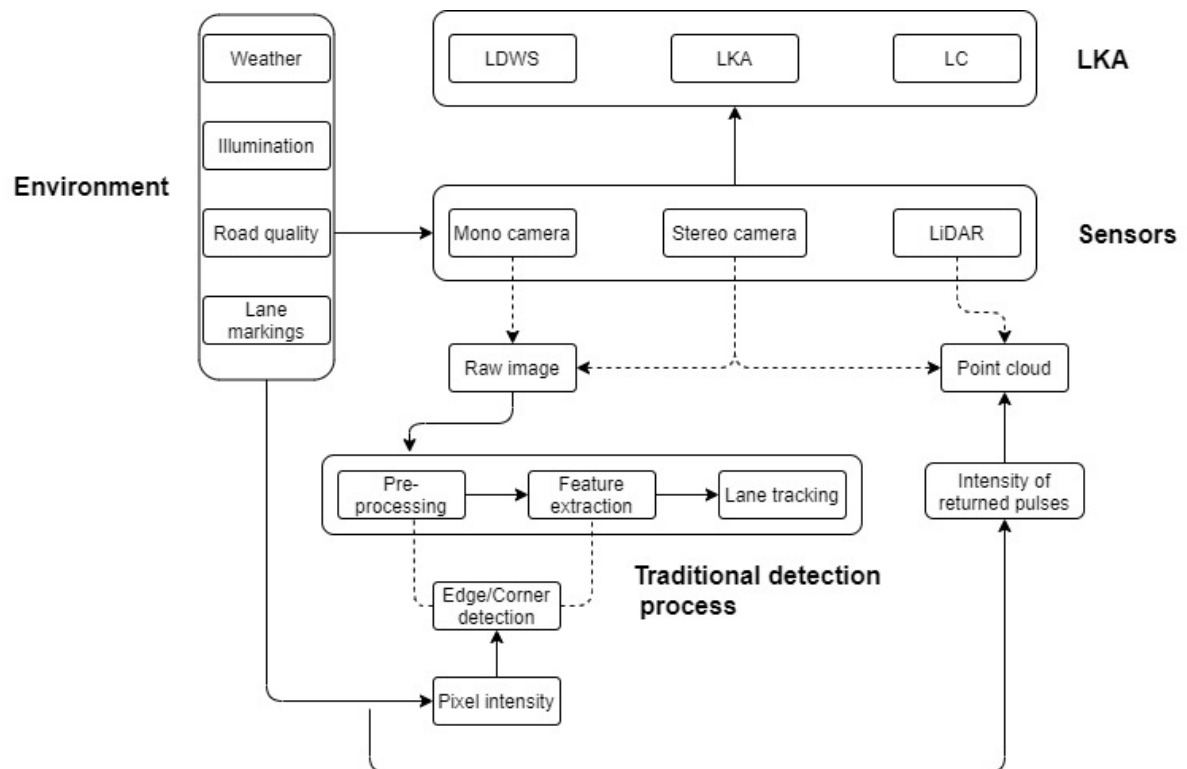 Weather
LDWS
LKA
LC
LKA
Illumination
Environment
Road quality
Mono camera
Stereo camera
LiDAR
Sensors
Lane
markings
Raw image
Point cloud
Pre-
processing
Feature
extraction
Lane tracking
Intensity of
returned pulses
Traditional detection
process
Edge/Corner
detection
Pixel intensity